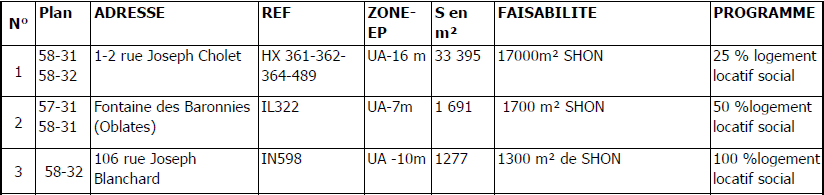 N° Plan ADRESSE REF ZONE-EP S en m² FAISABILITE PROGRAMME
1 58-31 58-32 1-2 rue Joseph Cholet HX 361-362-364-489 UA-16 m 33 395 17000m² SHON 25 % logement locatif social
2 57-31 58-31 Fontaine des Baronnies (Oblates) IL322 UA-7m 1 691 1700 m² SHON 50 %logement locatif social
3 58-32 106 rue Joseph Blanchard IN598 UA -10m 1277 1300 m² de SHON 100 %logement locatif social